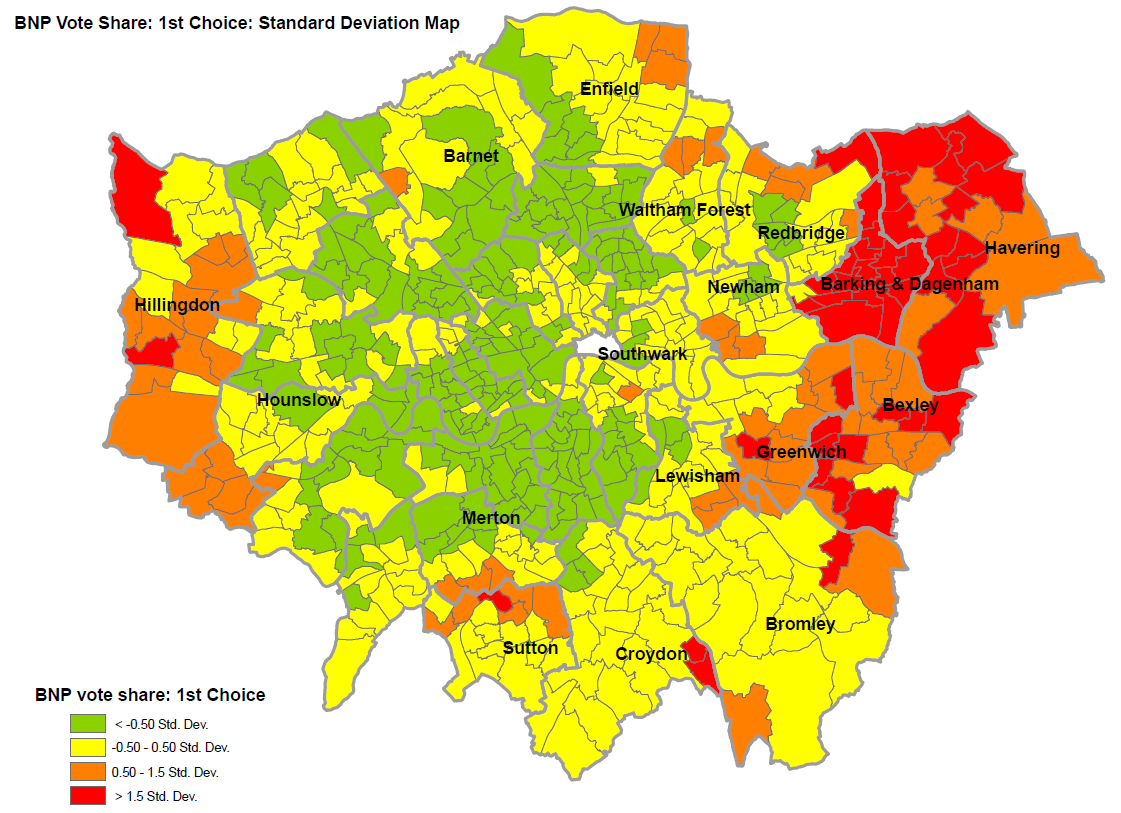 BNP Vote Share: 1st Choice: Standard Deviation Map
Enfield
Barnet
Waltham Forest
Redbridge
Havering
Newham
Barking & Dagenham
Hillingdon
Southwark
Hounslow
Bexley
Greenwich
Lewisham
Merton
Bromley
Sutton
Croydon
BNP vote share: 1st Choice
< -0.50 Std. Dev.
-0.50 - 0.50 Std. Dev.
0.50 - 1.5 Std. Dev.
> 1.5 Std. Dev.